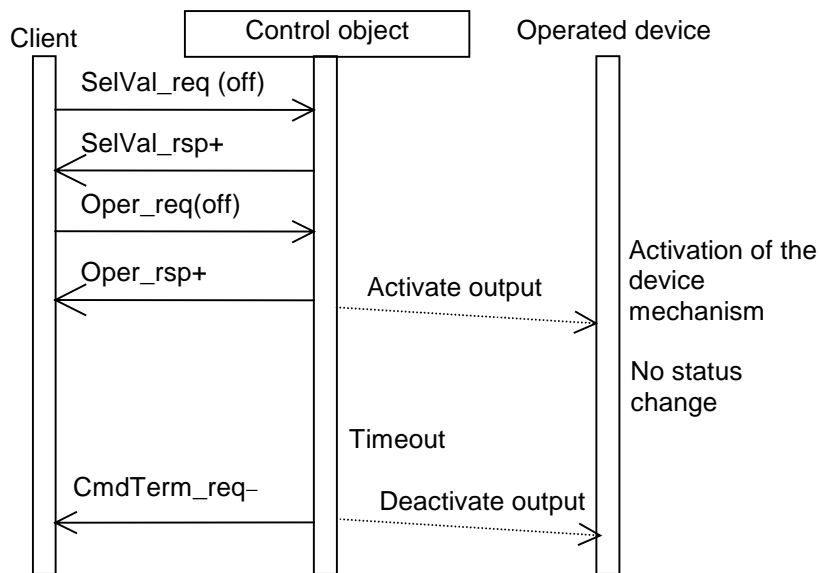 Client
Control object
Operated device
SelVal_req (off)
SelVal_rsp+
Oper_req(off)
Oper_rsp+
Activate output
Activation of the
device
mechanism
No status
change
Timeout
CmdTerm_req−
Deactivate output